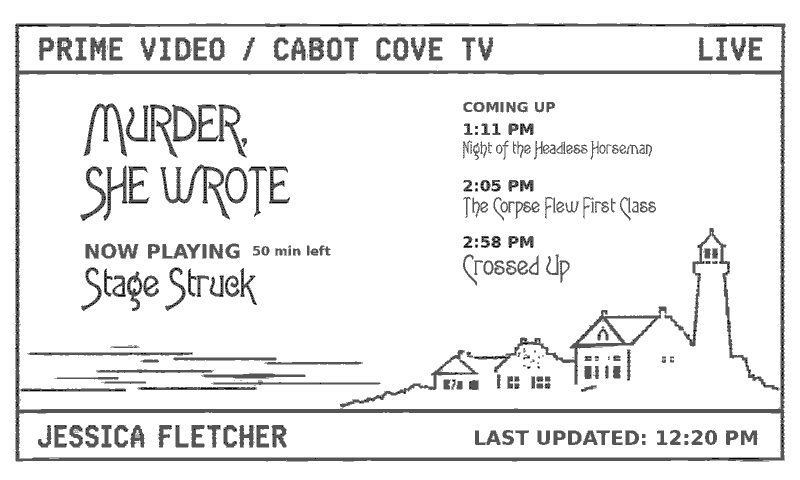 PRIME VIDEO / CABOT COVE TV
LIVE
MURDER,
SHE WROTE
NOW PLAYING 50 min left
Stage Struck
COMING UP
1:11 PM
Night of the Headless Horseman
2:05 PM
The Corpse Flew First Class
2:58 PM
Crossed Up
JESSICA FLETCHER
LAST UPDATED: 12:20 PM